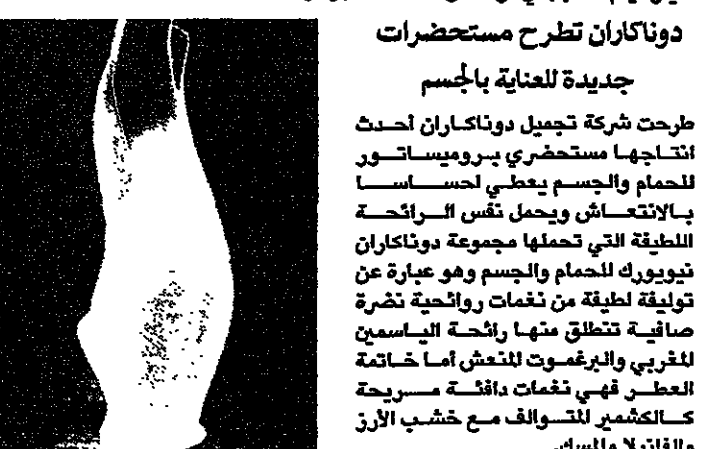 دوناكاران تطرح مستحضرات
جديدة للعناية بالجسم
طرحت شركة تجميل دوناكاران أحدث
انتاجها مستحضري بروميساتور
للحمام والجسم يعطي احساسا
بالانتعاش ويحمل نفس الرائحة
اللطيفة التي تحملها مجموعة دوناكاران
نيويورك للحمام والجسم وهو عبارة عن
توليفة لطيفة من نغمات روائحية نضرة
صافية تنطلق منها رائحة الياسمين
المغربي والبرغموت المنعش أما خاتمة
العطر فهي نغمات دافئة مسريحة
كالكشمير المتوالف مع خشب الأرز
والفانيلا والمسك.